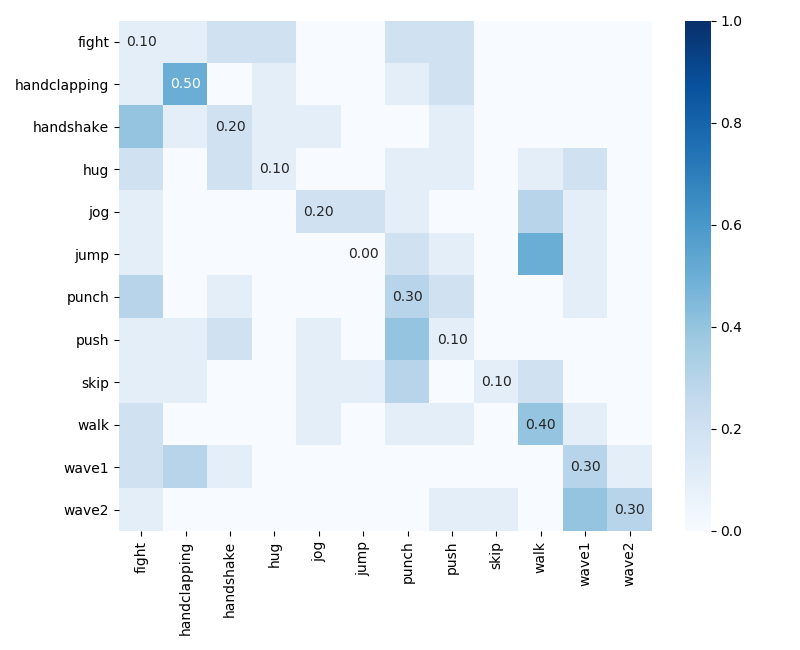 fight 0.10
handclapping 0.50
handshake 0.20
hug 0.10
jog 0.20
jump 0.00
punch 0.30
push 0.10
skip 0.10
walk 0.40
wave1 0.30
wave2 0.30
fight handclapping handshake hug jog jump punch push skip walk wave1 wave2
1.0
0.8
0.6
0.4
0.2
0.0